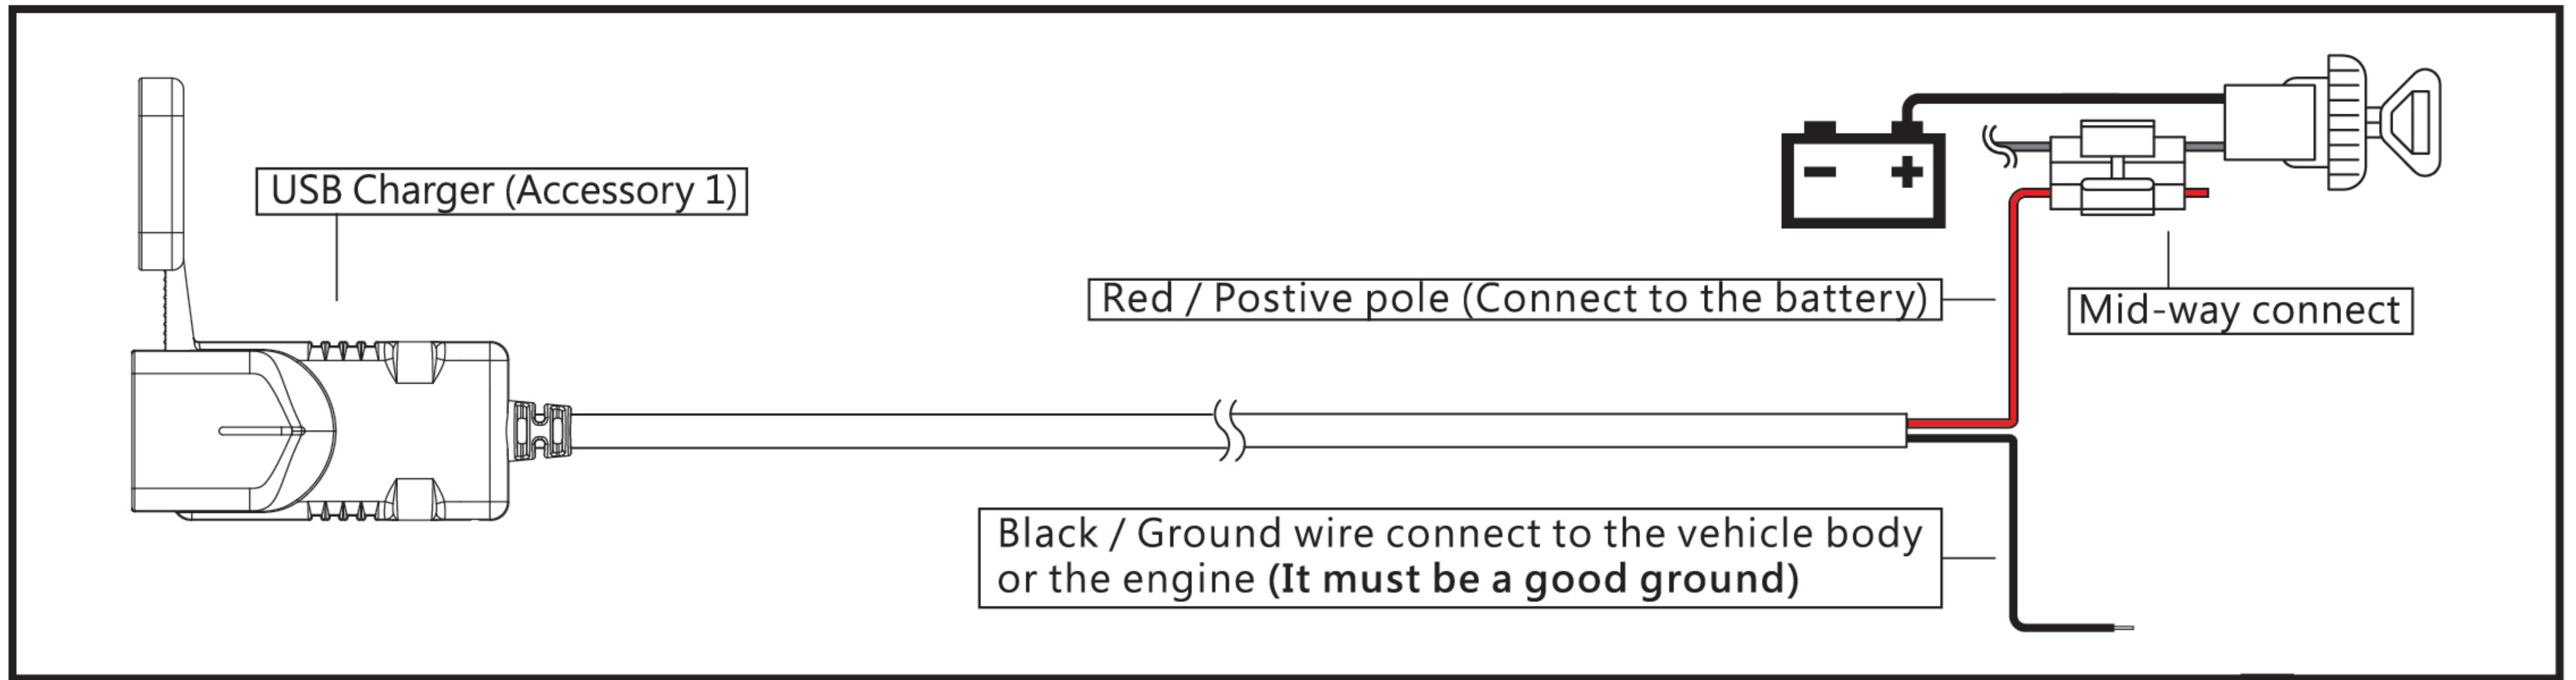 USB Charger (Accessory 1)
− +
Red / Postive pole (Connect to the battery)
Mid-way connect
Black / Ground wire connect to the vehicle body
or the engine (It must be a good ground)